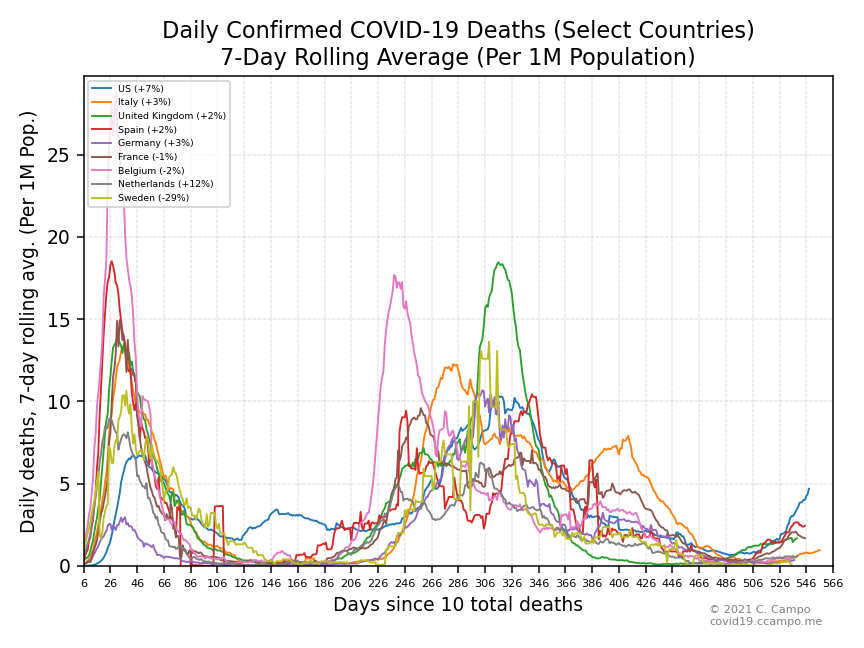 Daily Confirmed COVID-19 Deaths (Select Countries)
7-Day Rolling Average (Per 1M Population)
Daily deaths, 7-day rolling avg. (Per 1M Pop.)
US (+7%)
Italy (+3%)
United Kingdom (+2%)
Spain (+2%)
Germany (+3%)
France (-1%)
Belgium (-2%)
Netherlands (+12%)
Sweden (-29%)
25
20
15
10
5
0
6 26 46 66 86 106 126 146 166 186 206 226 246 266 286 306 326 346 366 386 406 426 446 466 486 506 526 546 566
Days since 10 total deaths
© 2021 C. Campo
covid19.ccampo.me